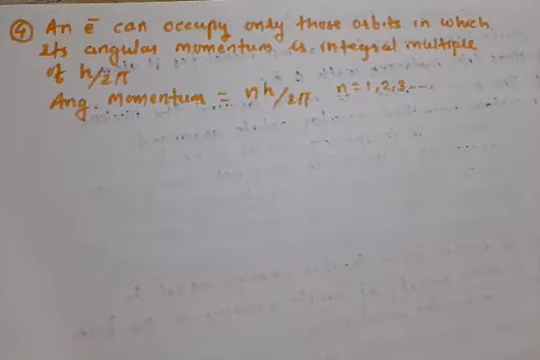 ④ An ē can occupy only those orbits in which
its angular momentum is integral multiple
of h/2π
Ang. Momentum = nh/2π n = 1,2,3....